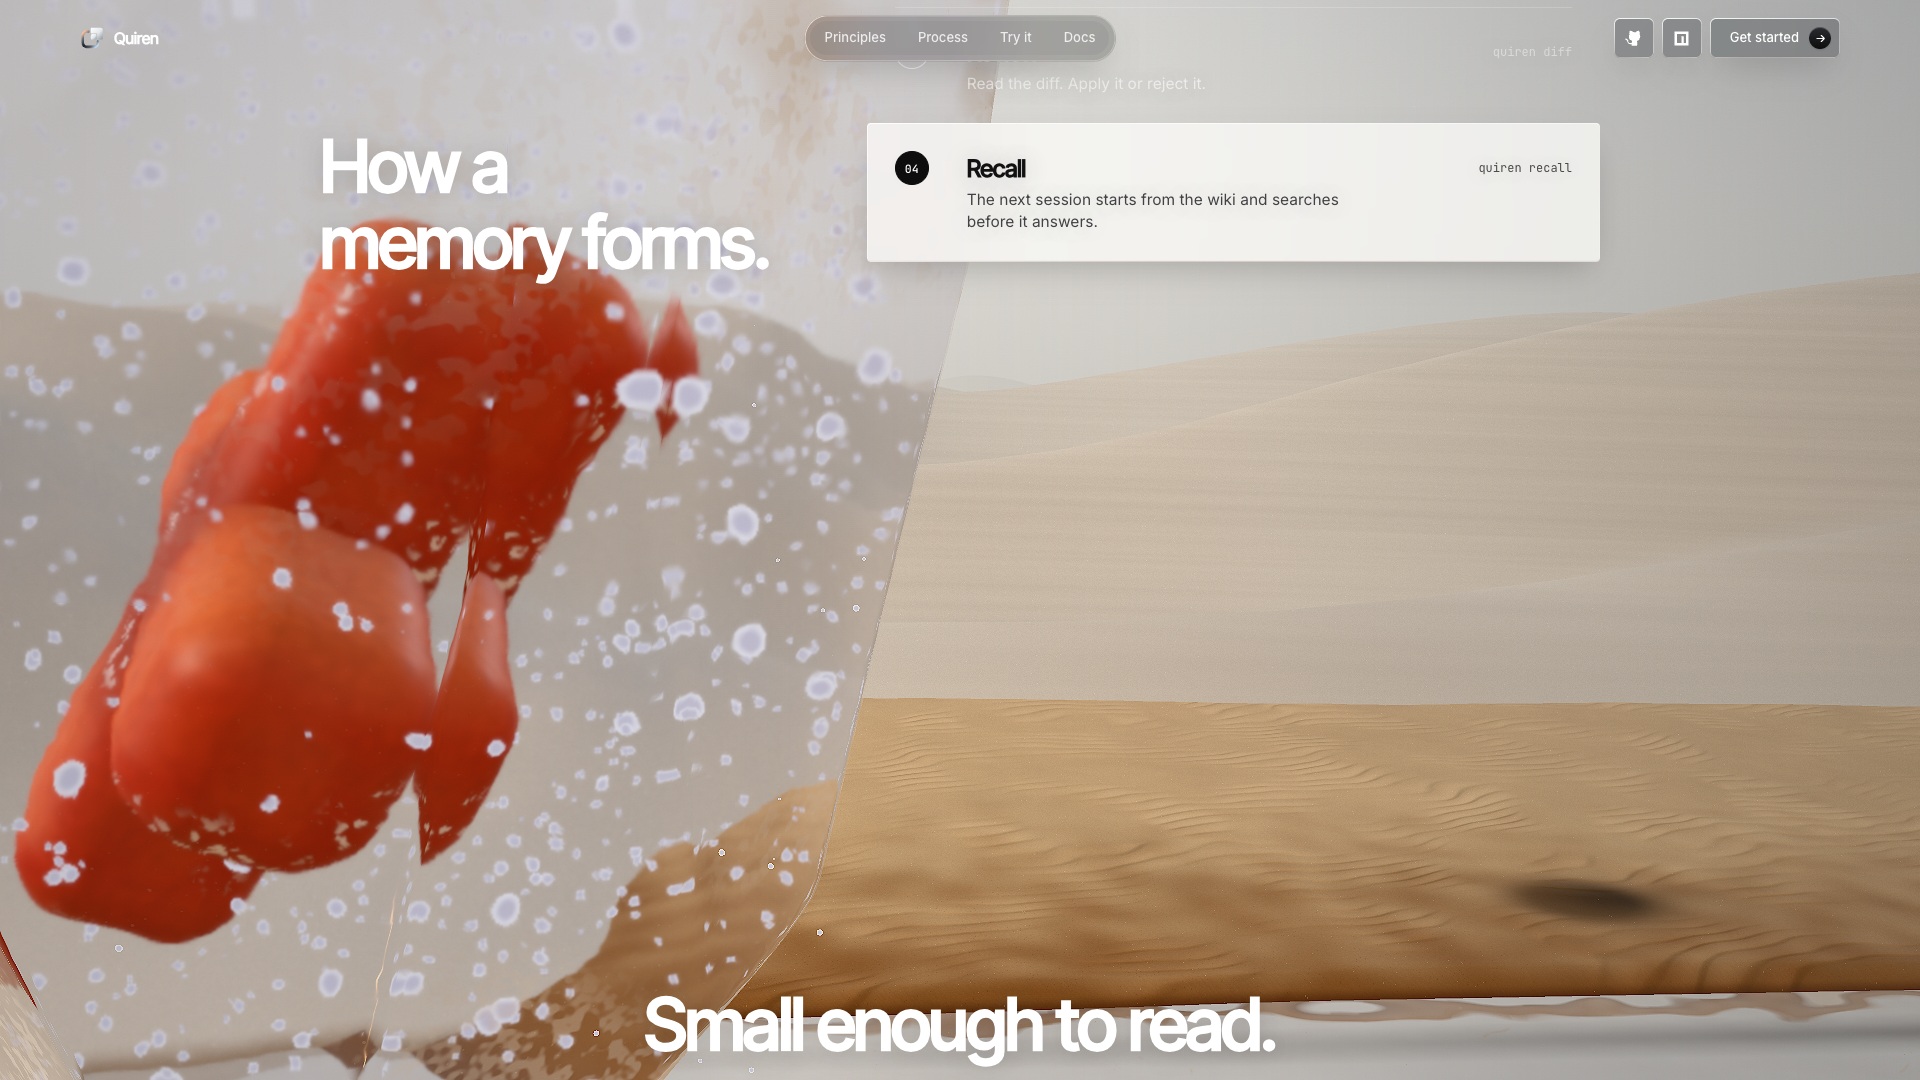 Quiren
Principles
Process
Try it
Docs
Get started
quiren diff
Read the diff. Apply it or reject it.
How a
memory forms.
04
Recall
quiren recall
The next session starts from the wiki and searches
before it answers.
Small enough to read.